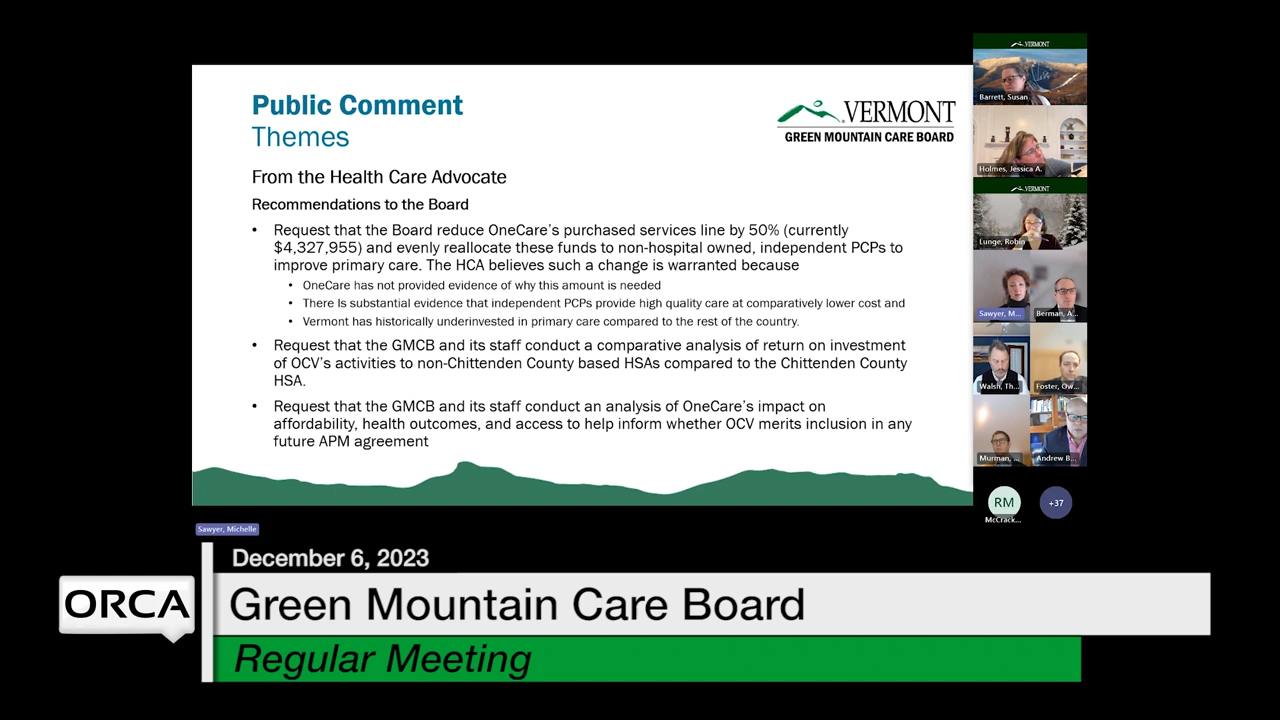 Public Comment
Themes
VERMONT
GREEN MOUNTAIN CARE BOARD
From the Health Care Advocate
Recommendations to the Board
• Request that the Board reduce OneCare's purchased services line by 50% (currently
$4,327,955) and evenly reallocate these funds to non-hospital owned, independent PCPs to
improve primary care. The HCA believes such a change is warranted because
• OneCare has not provided evidence of why this amount is needed
• There Is substantial evidence that independent PCPs provide high quality care at comparatively lower cost and
• Vermont has historically underinvested in primary care compared to the rest of the country.
• Request that the GMCB and its staff conduct a comparative analysis of return on investment
of OCV's activities to non-Chittenden County based HSAs compared to the Chittenden County
HSA.
• Request that the GMCB and its staff conduct an analysis of OneCare's impact on
affordability, health outcomes, and access to help inform whether OCV merits inclusion in any
future APM agreement
VERMONT
Barrett, Susan
Holmes, Jessica A.
VERMONT
Lunge, Robin
Sawyer, M...
Berman, A...
Walsh, Th...
Foster, Ow...
Murman, ...
Andrew B...
RM
+37
McCrack...
Sawyer, Michelle
December 6, 2023
ORCA
Green Mountain Care Board
Regular Meeting